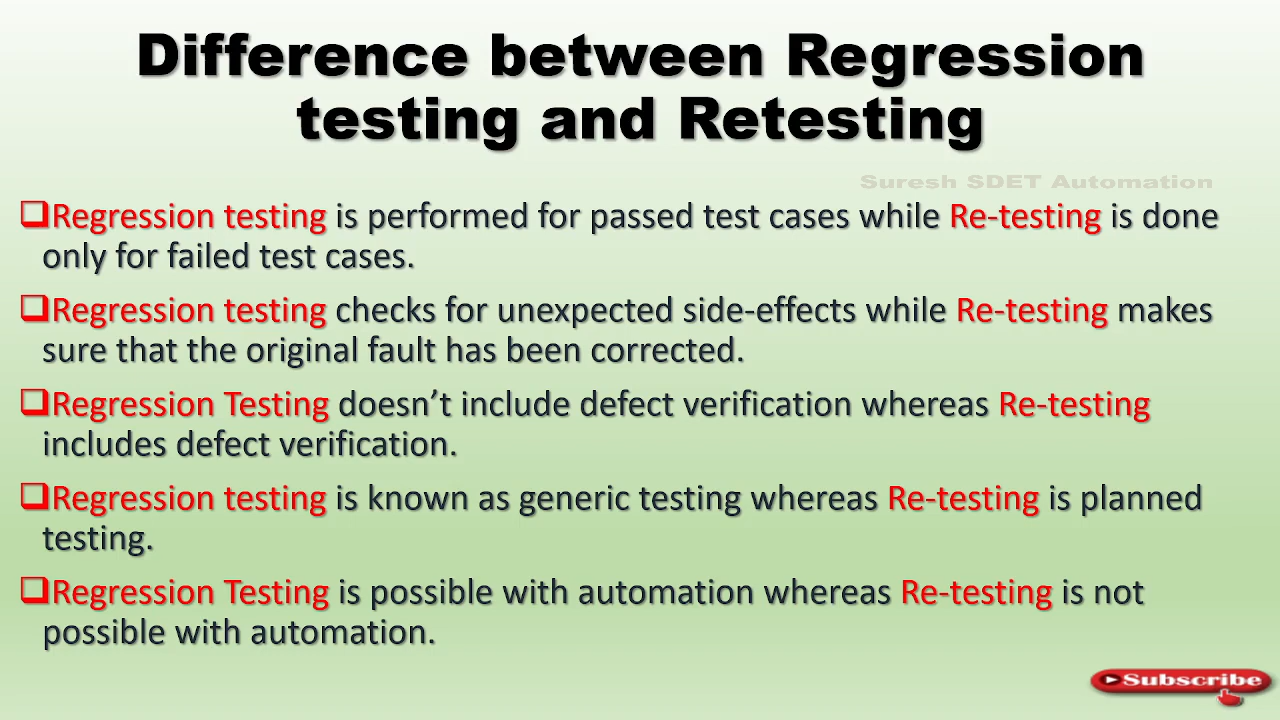 Difference between Regression
testing and Retesting
Suresh SDET Automation
❑Regression testing is performed for passed test cases while Re-testing is done
only for failed test cases.
❑Regression testing checks for unexpected side-effects while Re-testing makes
sure that the original fault has been corrected.
❑Regression Testing doesn’t include defect verification whereas Re-testing
includes defect verification.
❑Regression testing is known as generic testing whereas Re-testing is planned
testing.
❑Regression Testing is possible with automation whereas Re-testing is not
possible with automation.
Subscribe